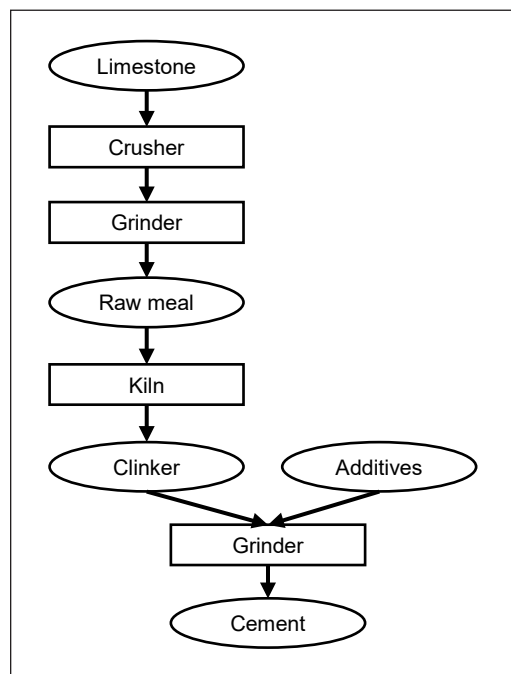 Limestone
Crusher
Grinder
Raw meal
Kiln
Clinker
Additives
Grinder
Cement